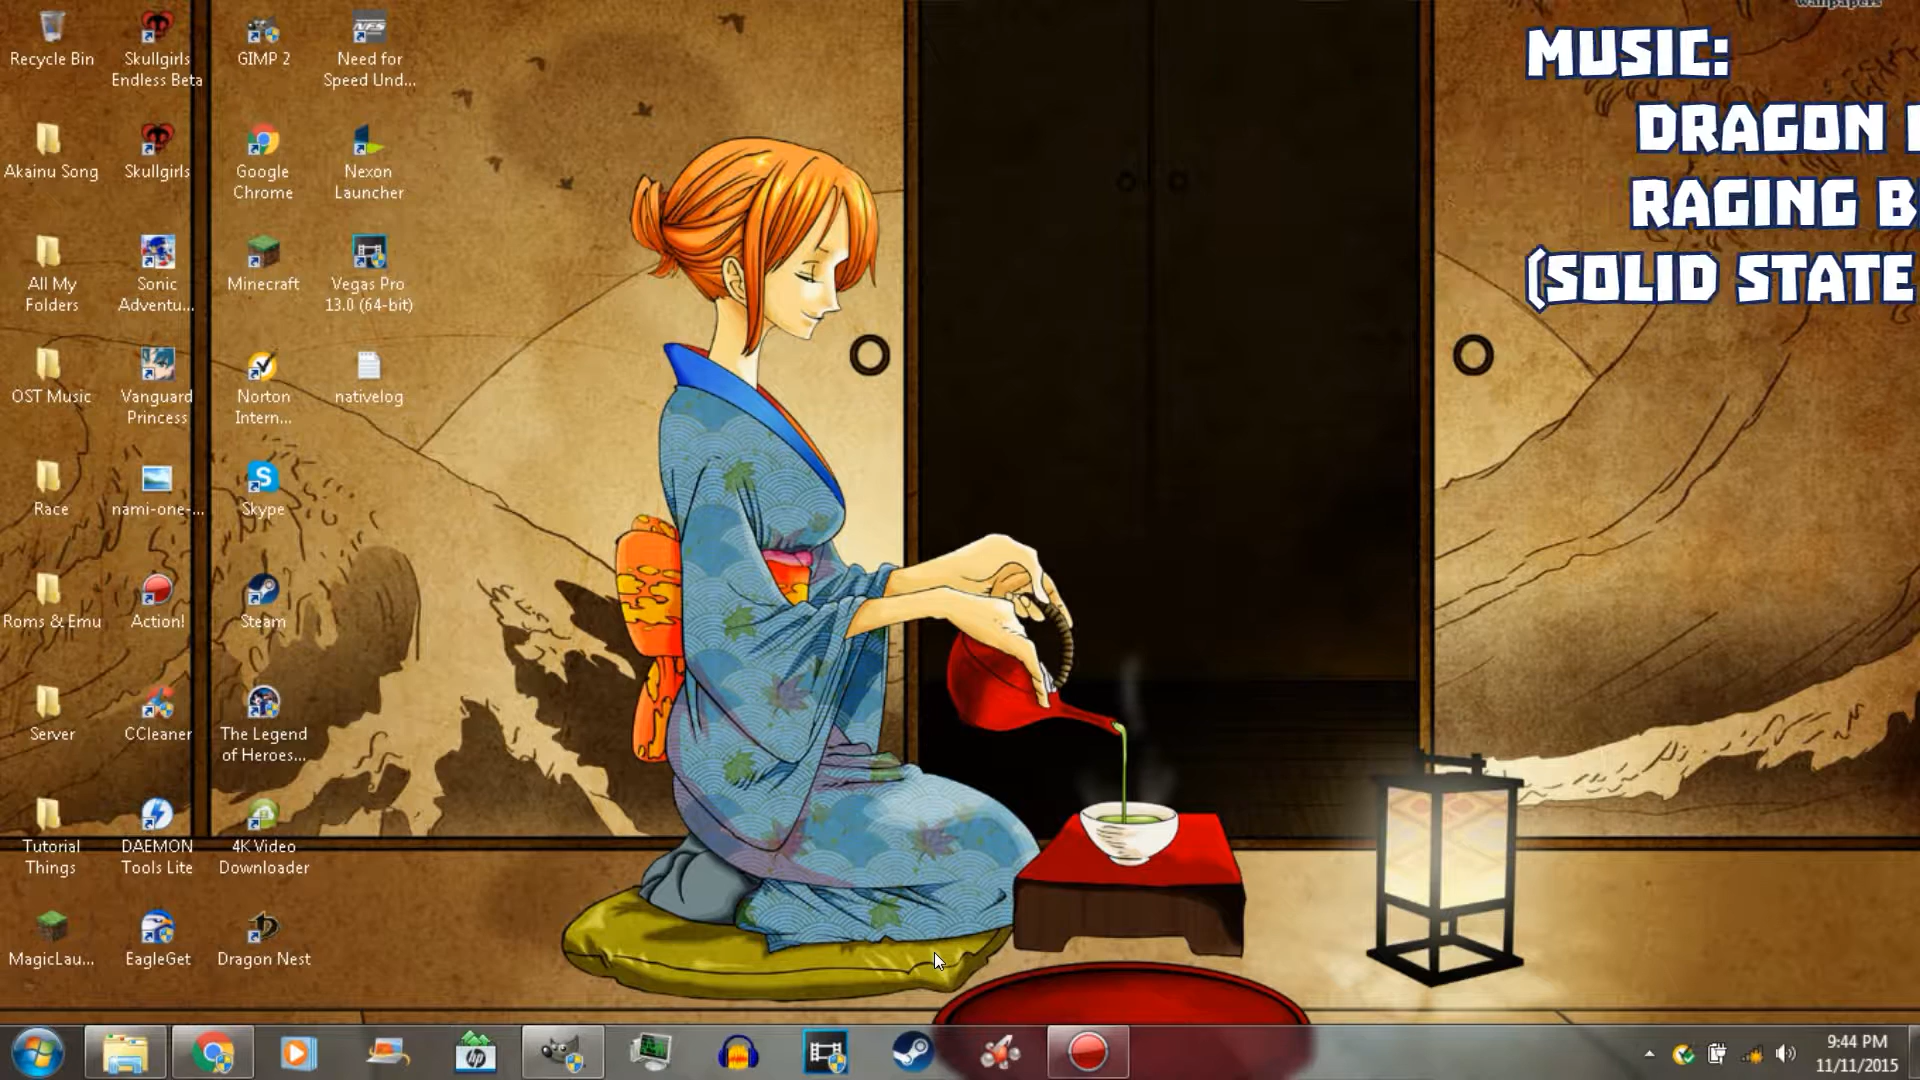 Recycle Bin
Skullgirls
Endless Beta
GIMP 2
Need for
Speed Und...
Akainu Song
Skullgirls
Google
Chrome
Nexon
Launcher
All My
Folders
Sonic
Adventu...
Minecraft
Vegas Pro
13.0 (64-bit)
OST Music
Vanguard
Princess
Norton
Intern...
nativelog
Race
nami-one-...
Skype
Roms & Emu
Action!
Steam
Server
CCleaner
The Legend
of Heroes...
Tutorial
Things
DAEMON
Tools Lite
4K Video
Downloader
MagicLau...
EagleGet
Dragon Nest
wallpapers
MUSIC:
DRAGON
RAGING
(SOLID STATE
NFS
hp
9:44 PM
11/11/2015